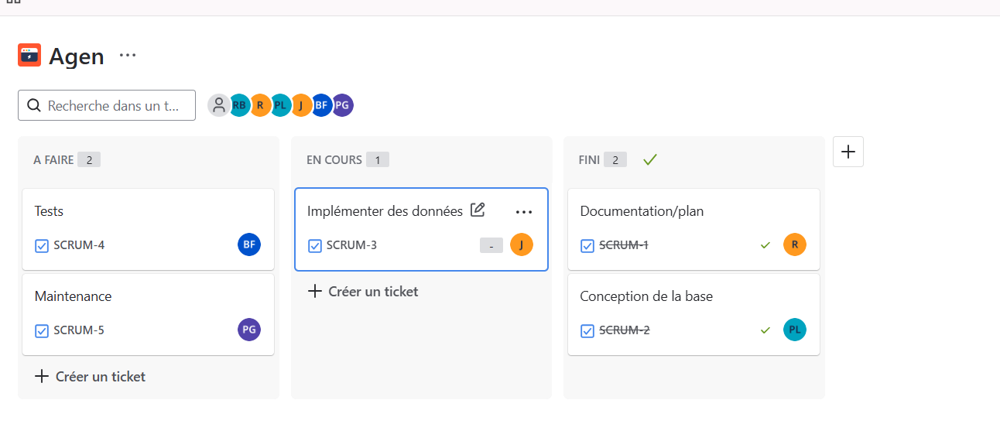 Agen
Recherche dans un t...
RB R PL J BF PG
A FAIRE 2
Tests
SCRUM-4 BF
Maintenance
SCRUM-5 PG
+ Créer un ticket
EN COURS 1
Implémenter des données
SCRUM-3 - J
+ Créer un ticket
FINI 2
Documentation/plan
SCRUM-1 R
Conception de la base
SCRUM-2 PL